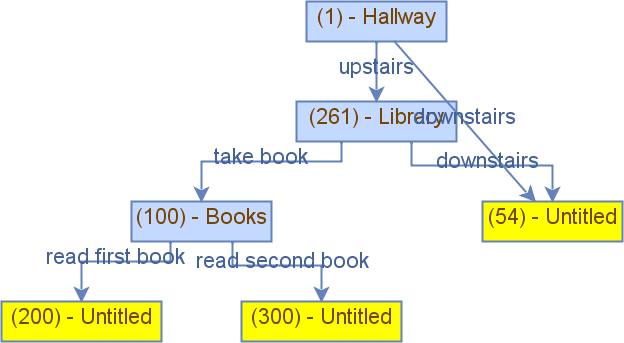 (1) - Hallway
upstairs
(261) - Library
downstairs
take book
downstairs
(100) - Books
(54) - Untitled
read first book
read second book
(200) - Untitled
(300) - Untitled